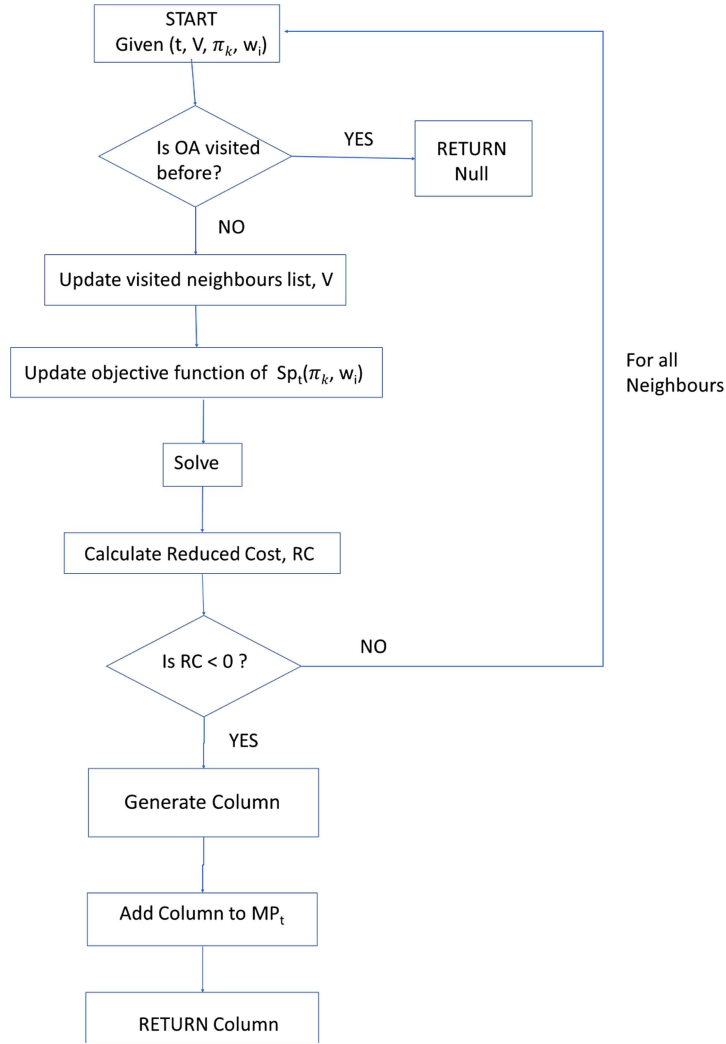 START
Given (t, V, π_k, w_i)
Is OA visited
before?
YES
RETURN
Null
NO
Update visited neighbours list, V
Update objective function of Sp_t(π_k, w_i)
For all
Neighbours
Solve
Calculate Reduced Cost, RC
Is RC < 0 ?
NO
YES
Generate Column
Add Column to MP_t
RETURN Column